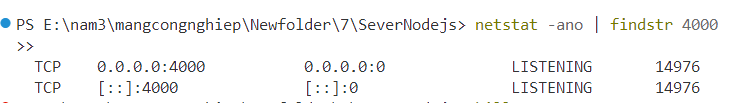 PS E:\nam3\mangcongnghiep\Newfolder\7\SeverNodejs> netstat -ano | findstr 4000
>>
TCP 0.0.0.0:4000 0.0.0.0:0 LISTENING 14976
TCP [::]:4000 [::]:0 LISTENING 14976